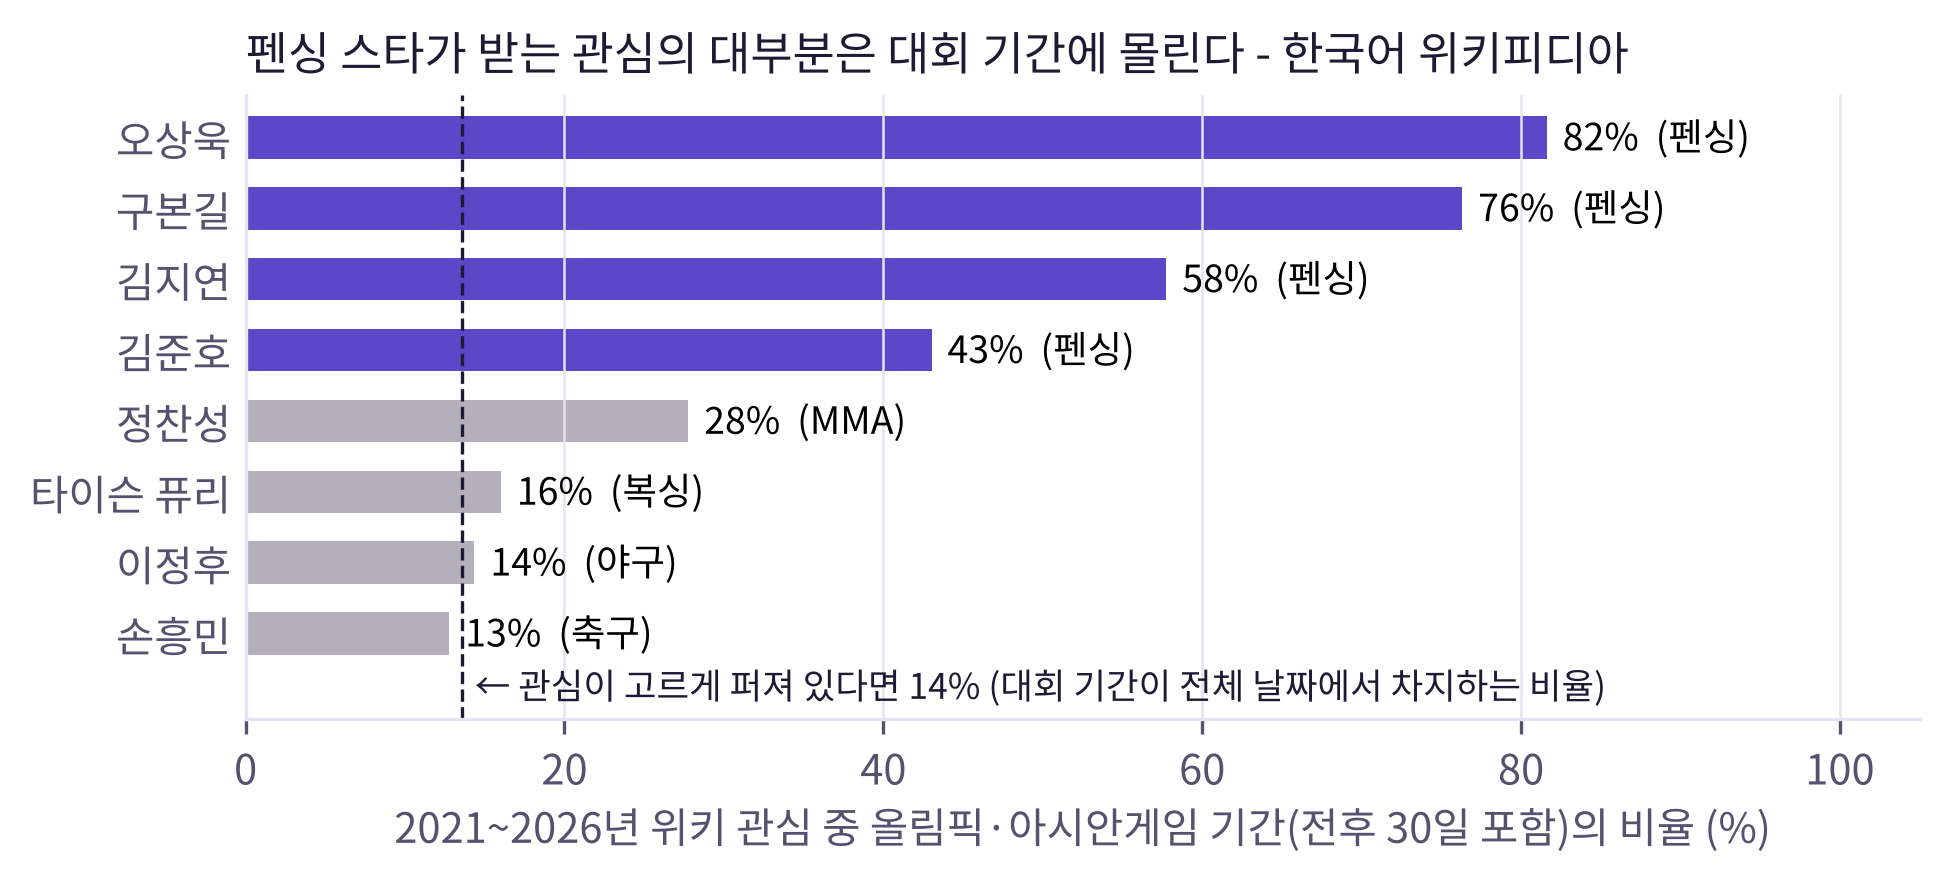 펜싱 스타가 받는 관심의 대부분은 대회 기간에 몰린다 - 한국어 위키피디아
오상욱 82% (펜싱)
구본길 76% (펜싱)
김지연 58% (펜싱)
김준호 43% (펜싱)
정찬성 28% (MMA)
타이슨 퓨리 16% (복싱)
이정후 14% (야구)
손흥민 13% (축구)
← 관심이 고르게 퍼져 있다면 14% (대회 기간이 전체 날짜에서 차지하는 비율)
0 20 40 60 80 100
2021~2026년 위키 관심 중 올림픽·아시안게임 기간(전후 30일 포함)의 비율 (%)